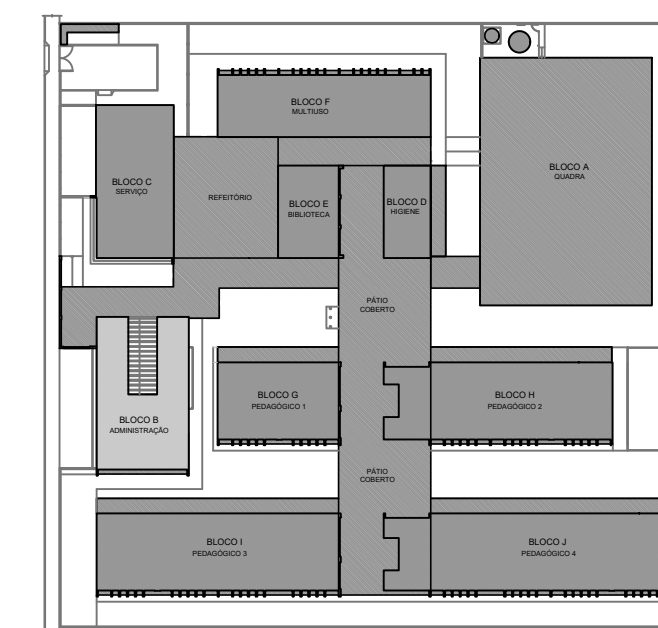 BLOCO F
MULTIUSO
BLOCO A
QUADRA
BLOCO C
SERVIÇO
REFEITÓRIO
BLOCO E
BIBLIOTECA
BLOCO D
HIGIENE
PÁTIO
COBERTO
BLOCO G
PEDAGÓGICO 1
BLOCO H
PEDAGÓGICO 2
BLOCO B
ADMINISTRAÇÃO
PÁTIO
COBERTO
BLOCO I
PEDAGÓGICO 3
BLOCO J
PEDAGÓGICO 4